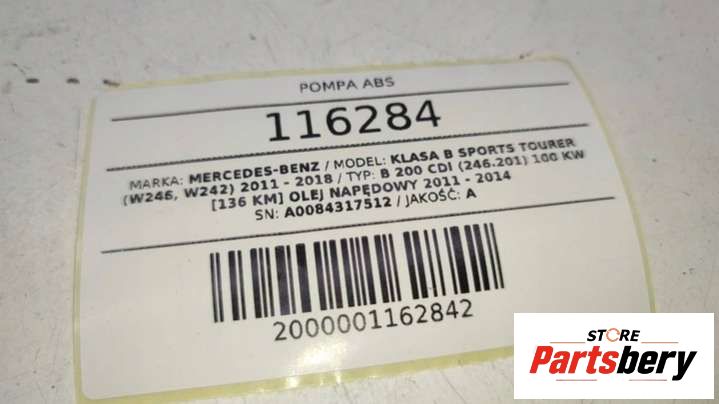 POMPA ABS
116284
MARKA: MERCEDES-BENZ / MODEL: KLASA B SPORTS TOURER
(W246, W242) 2011 - 2018 / TYP: B 200 CDI (246.201) 100 KW
[136 KM] OLEJ NAPĘDOWY 2011 - 2014
SN: A0084317512 / JAKOŚĆ: A
2000001162842
STORE
Partsbery